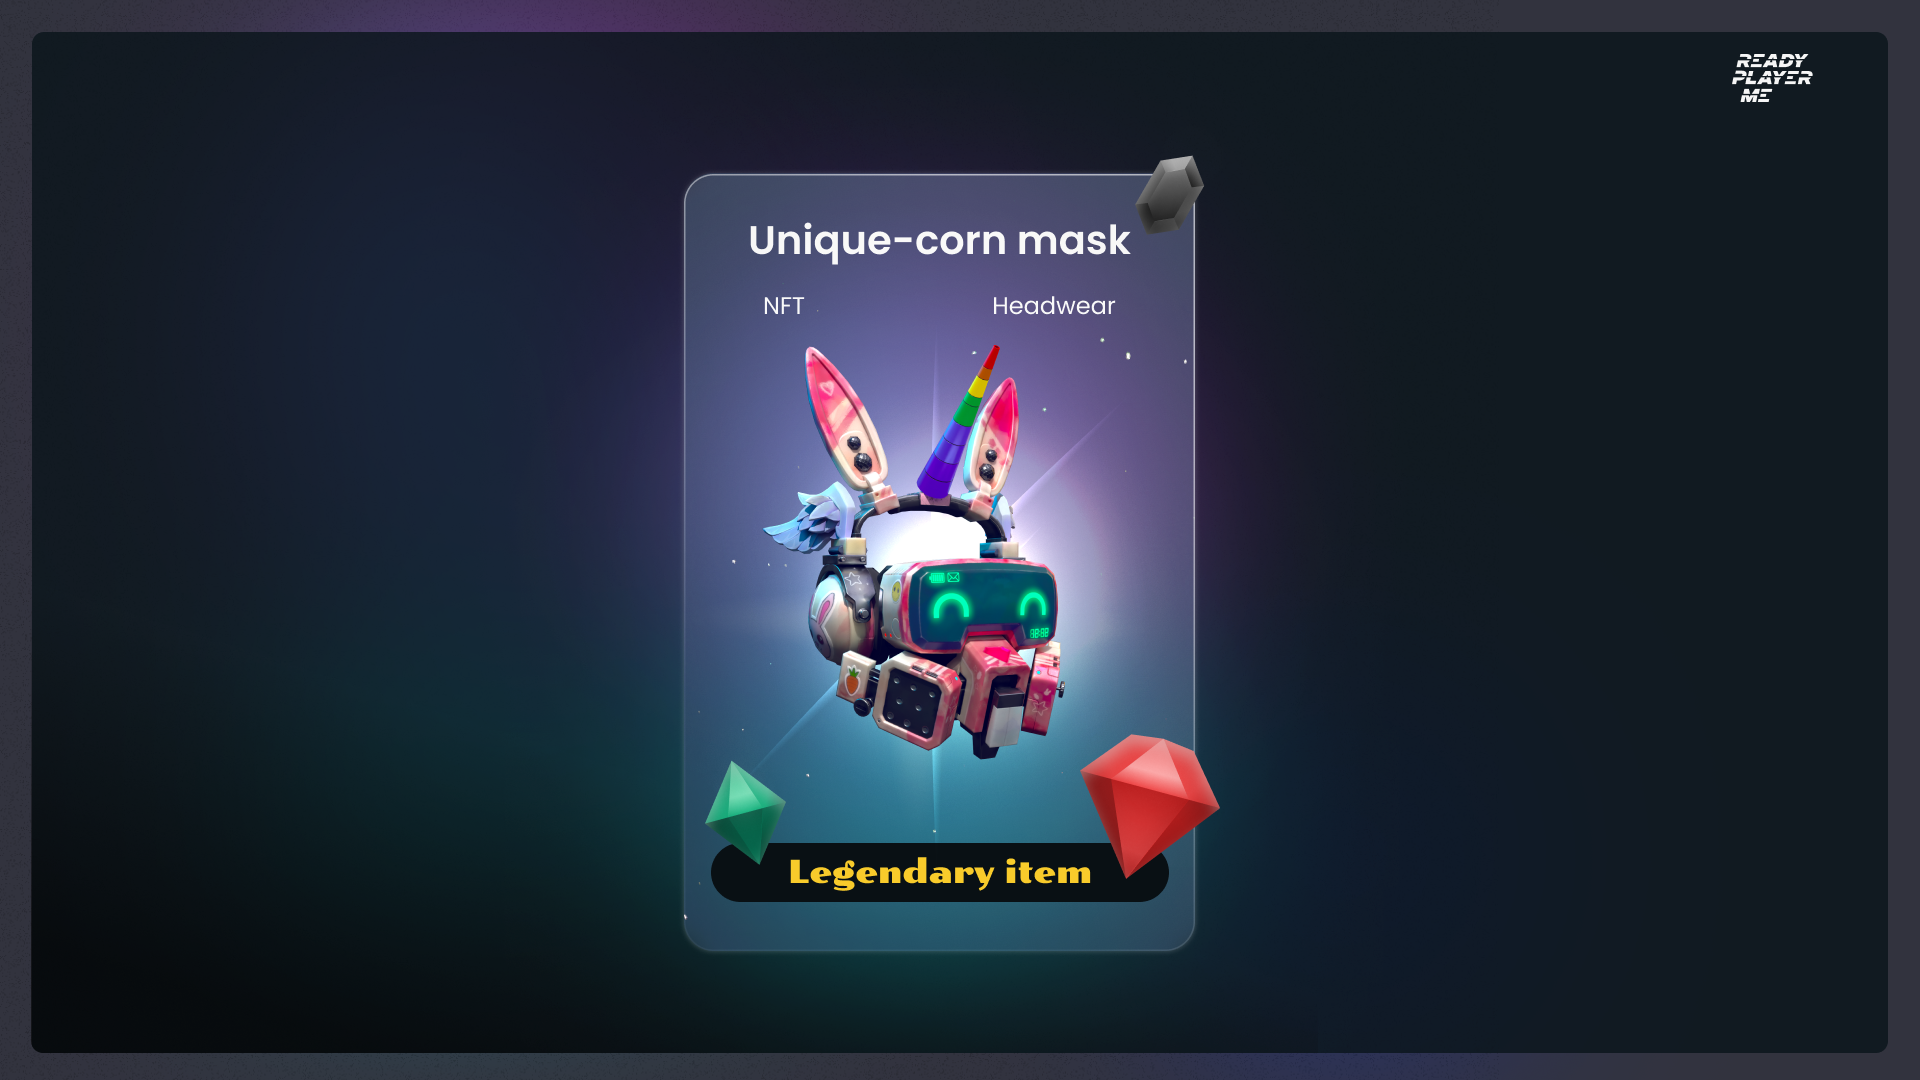 READY
PLAYER
ME
Unique-corn mask
NFT
Headwear
Legendary item